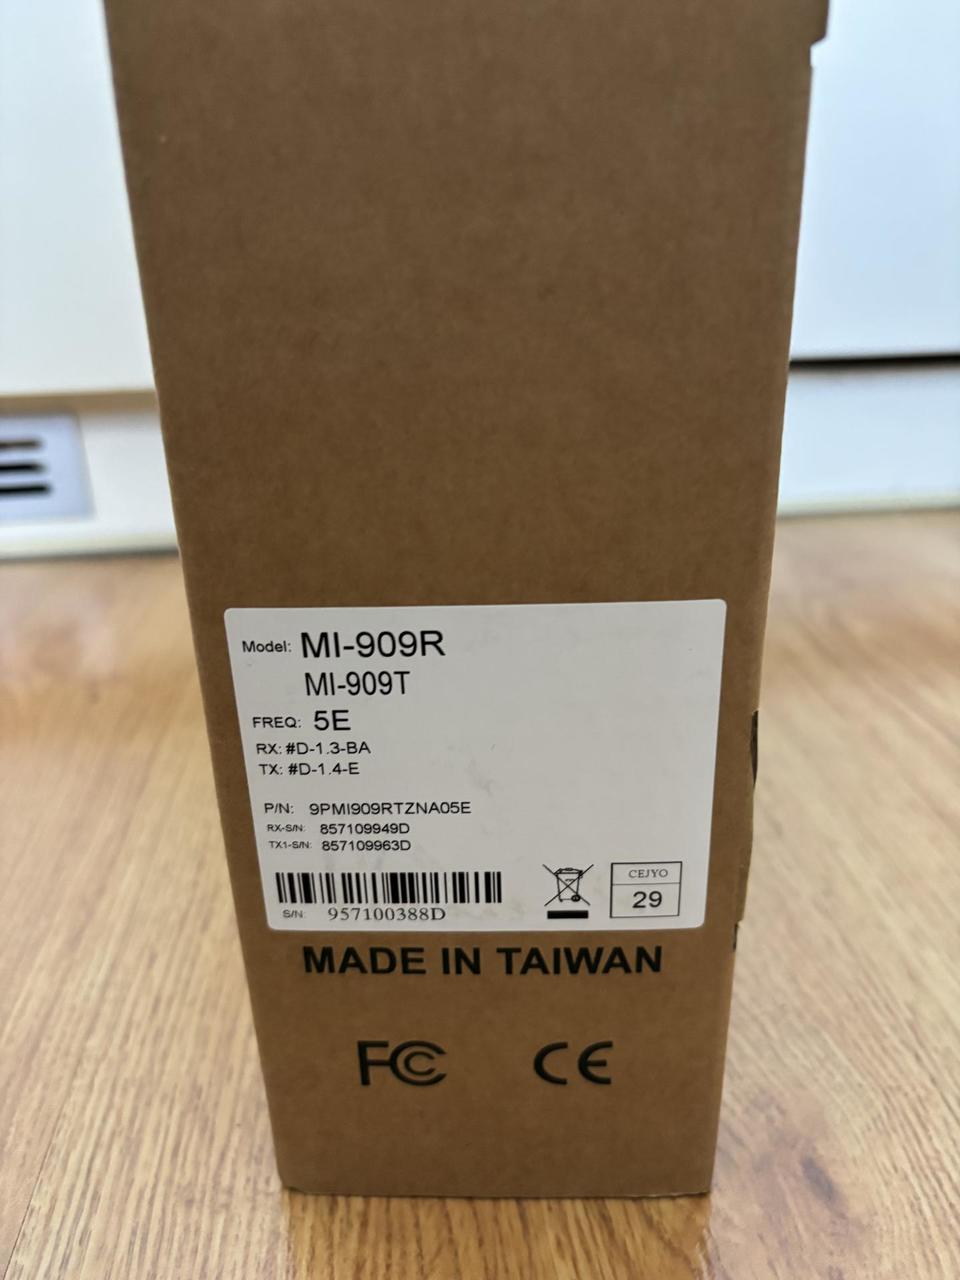 Model: MI-909R
MI-909T
FREQ: 5E
RX: #D-1.3-BA
TX: #D-1.4-E
P/N: 9PMI909RTZNA05E
RX-S/N: 857109949D
TX1-S/N: 857109963D
S/N: 957100388D
CEJYO
29
MADE IN TAIWAN
FC CE